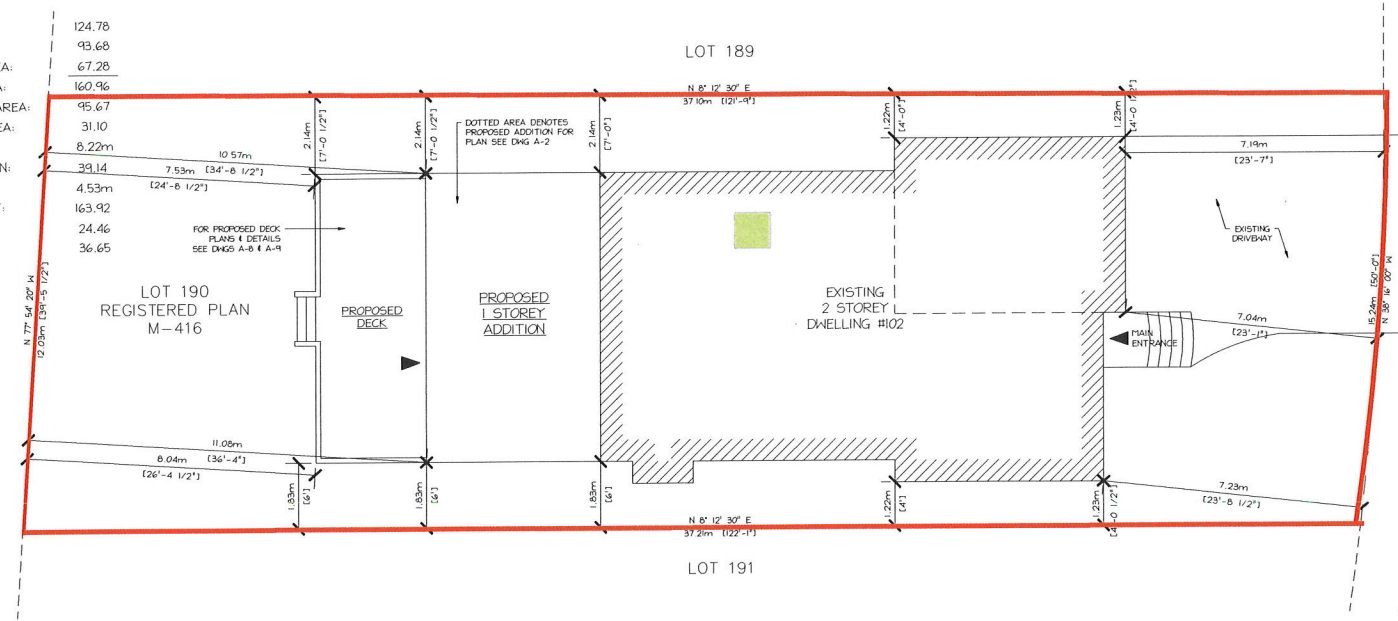 124.78
93.68
EA: 67.28
A: 160.96
AREA: 95.67
EA: 31.10
8.22m
N: 39.14
4.53m
: 163.92
24.46
36.65
LOT 189
N 8° 12' 30" E
37.10m [121'-9"]
2.14m
[7'-0 1/2"]
2.14m
[7'-0 1/2"]
DOTTED AREA DENOTES
PROPOSED ADDITION FOR
PLAN SEE DWG A-2
2.14m
[7'-0"]
1.22m
[4'-0"]
1.23m
[4'-0 1/2"]
10.57m
[34'-8 1/2"]
7.53m
[24'-8 1/2"]
7.19m
[23'-7"]
FOR PROPOSED DECK
PLANS & DETAILS
SEE DWGS A-8 & A-9
EXISTING
DRIVEWAY
LOT 190
REGISTERED PLAN
M-416
PROPOSED
DECK
PROPOSED
1 STOREY
ADDITION
EXISTING
2 STOREY
DWELLING #102
MAIN
ENTRANCE
7.04m
[23'-1"]
N 77° 54' 20" W
12.03m [39'-5 1/2"]
15.24m [50'-0"]
N 38° 16' 00" W
11.08m
[36'-4"]
8.04m
[26'-4 1/2"]
1.83m
[6']
1.83m
[6']
1.83m
[6']
1.22m
[4']
1.23m
[4'-0 1/2"]
7.23m
[23'-8 1/2"]
N 8° 12' 30" E
37.21m [122'-1"]
LOT 191